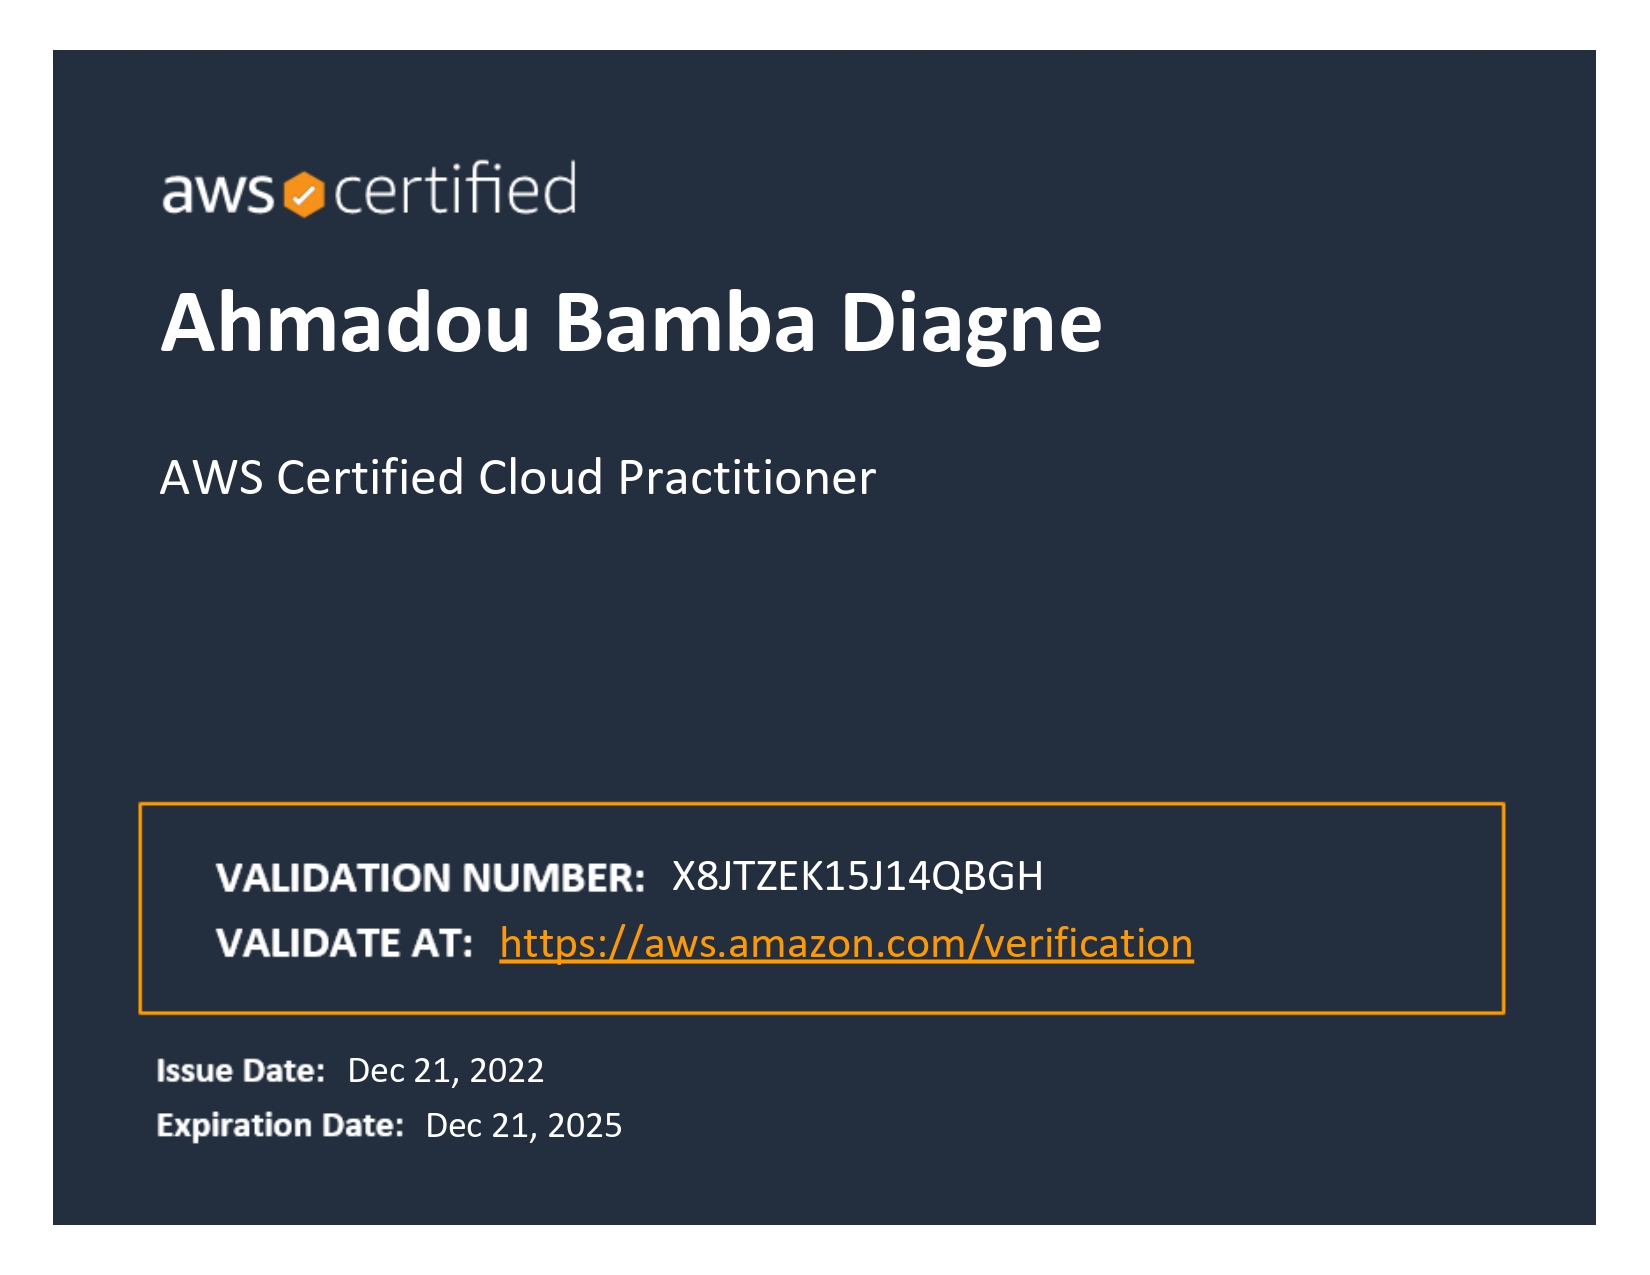 aws certified
Ahmadou Bamba Diagne
AWS Certified Cloud Practitioner
VALIDATION NUMBER: X8JTZEK15J14QBGH
VALIDATE AT: https://aws.amazon.com/verification
Issue Date: Dec 21, 2022
Expiration Date: Dec 21, 2025